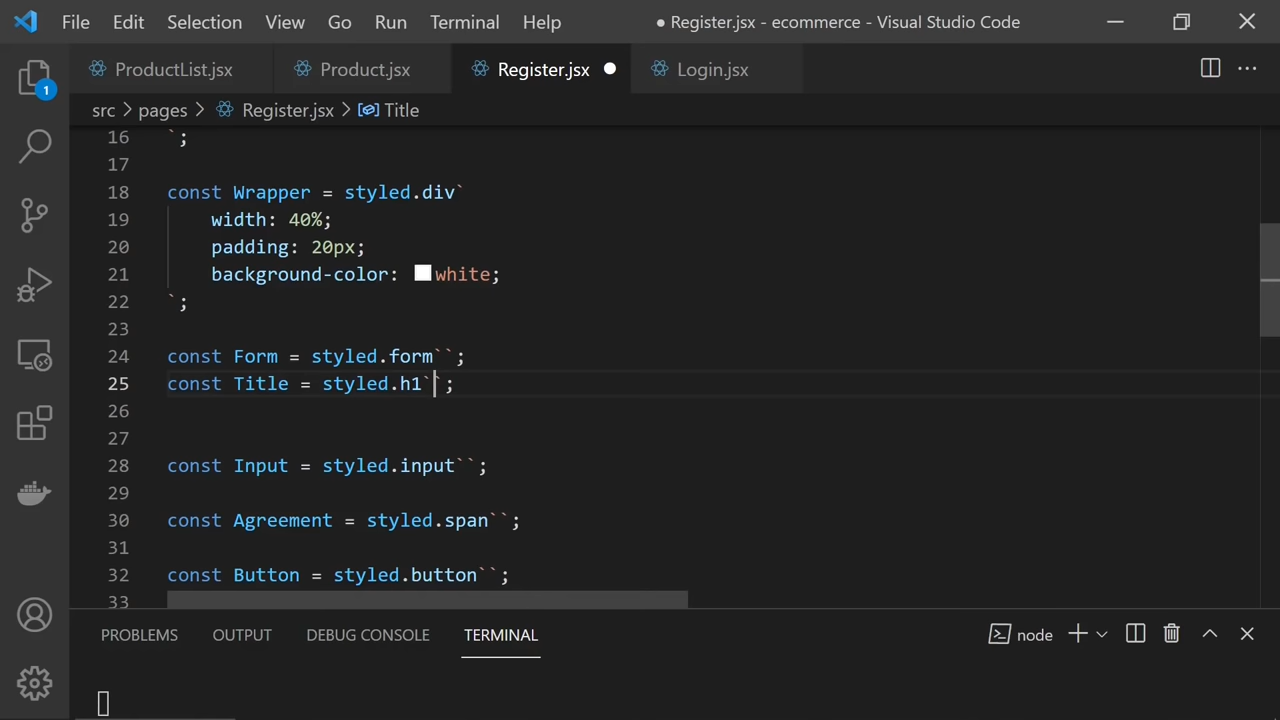 File Edit Selection View Go Run Terminal Help ● Register.jsx - ecommerce - Visual Studio Code
ProductList.jsx Product.jsx Register.jsx Login.jsx
1
src > pages > Register.jsx > Title
16 `;
17
18 const Wrapper = styled.div`
19 width: 40%;
20 padding: 20px;
21 background-color: white;
22 `;
23
24 const Form = styled.form``;
25 const Title = styled.h1``;
26
27
28 const Input = styled.input``;
29
30 const Agreement = styled.span``;
31
32 const Button = styled.button``;
33
PROBLEMS OUTPUT DEBUG CONSOLE TERMINAL node